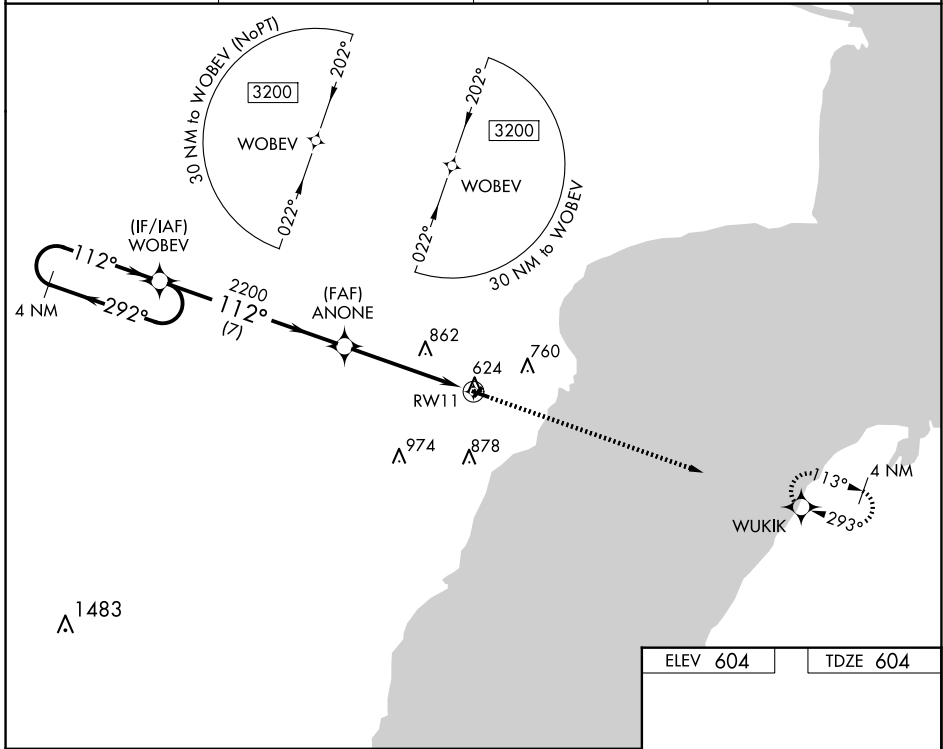 30 NM to WOBEV (NoPT)
202°
3200
WOBEV
022°
202°
3200
WOBEV
022°
30 NM to WOBEV
(IF/IAF)
WOBEV
112°
292°
4 NM
2200
112°
(7)
(FAF)
ANONE
862
760
624
RW11
974
878
4 NM
113°
293°
WUKIK
1483
ELEV 604
TDZE 604